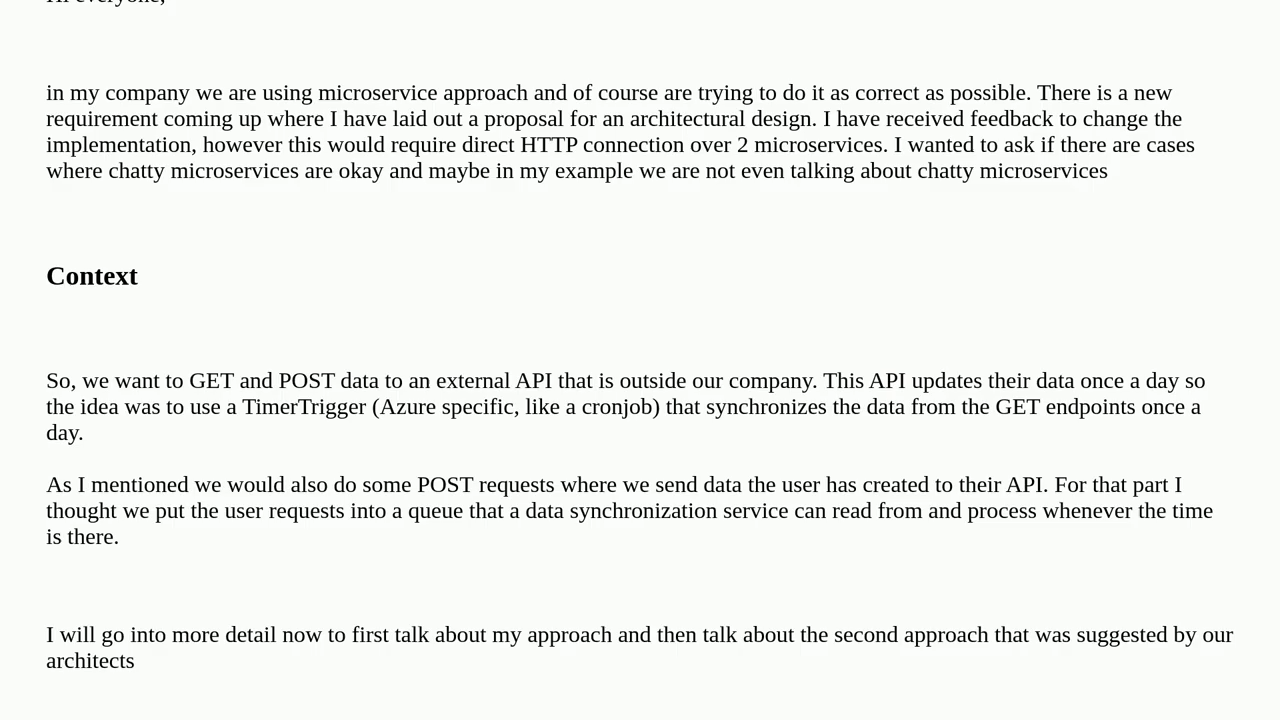 Hi everyone,
in my company we are using microservice approach and of course are trying to do it as correct as possible. There is a new
requirement coming up where I have laid out a proposal for an architectural design. I have received feedback to change the
implementation, however this would require direct HTTP connection over 2 microservices. I wanted to ask if there are cases
where chatty microservices are okay and maybe in my example we are not even talking about chatty microservices
Context
So, we want to GET and POST data to an external API that is outside our company. This API updates their data once a day so
the idea was to use a TimerTrigger (Azure specific, like a cronjob) that synchronizes the data from the GET endpoints once a
day.
As I mentioned we would also do some POST requests where we send data the user has created to their API. For that part I
thought we put the user requests into a queue that a data synchronization service can read from and process whenever the time
is there.
I will go into more detail now to first talk about my approach and then talk about the second approach that was suggested by our
architects